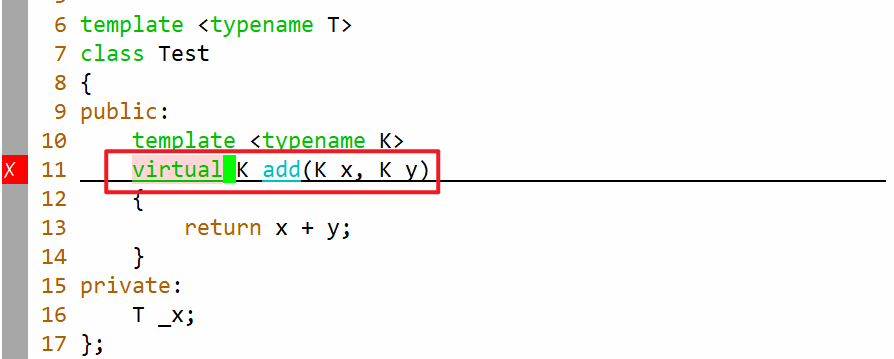 6 template <typename T>
7 class Test
8 {
9 public:
10     template <typename K>
X 11     virtual K add(K x, K y)
12     {
13         return x + y;
14     }
15 private:
16     T _x;
17 };